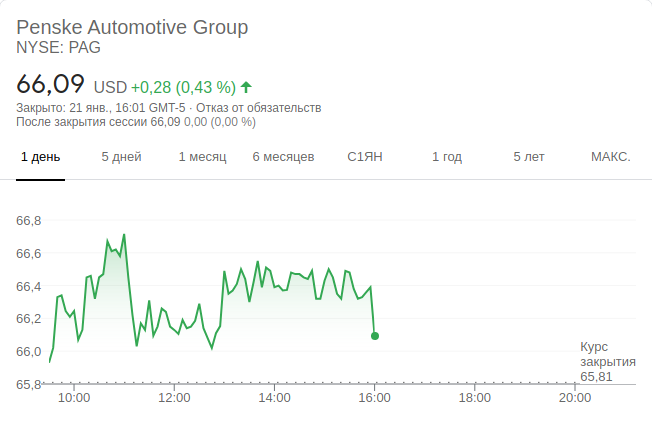 Penske Automotive Group
NYSE: PAG
66,09 USD +0,28 (0,43 %)
Закрыто: 21 янв., 16:01 GMT-5 · Отказ от обязательств
После закрытия сессии 66,09 0,00 (0,00 %)
1 день 5 дней 1 месяц 6 месяцев С1ЯН 1 год 5 лет МАКС.
66,8
66,6
66,4
66,2
66,0
65,8
Курс
закрытия
65,81
10:00 12:00 14:00 16:00 18:00 20:00